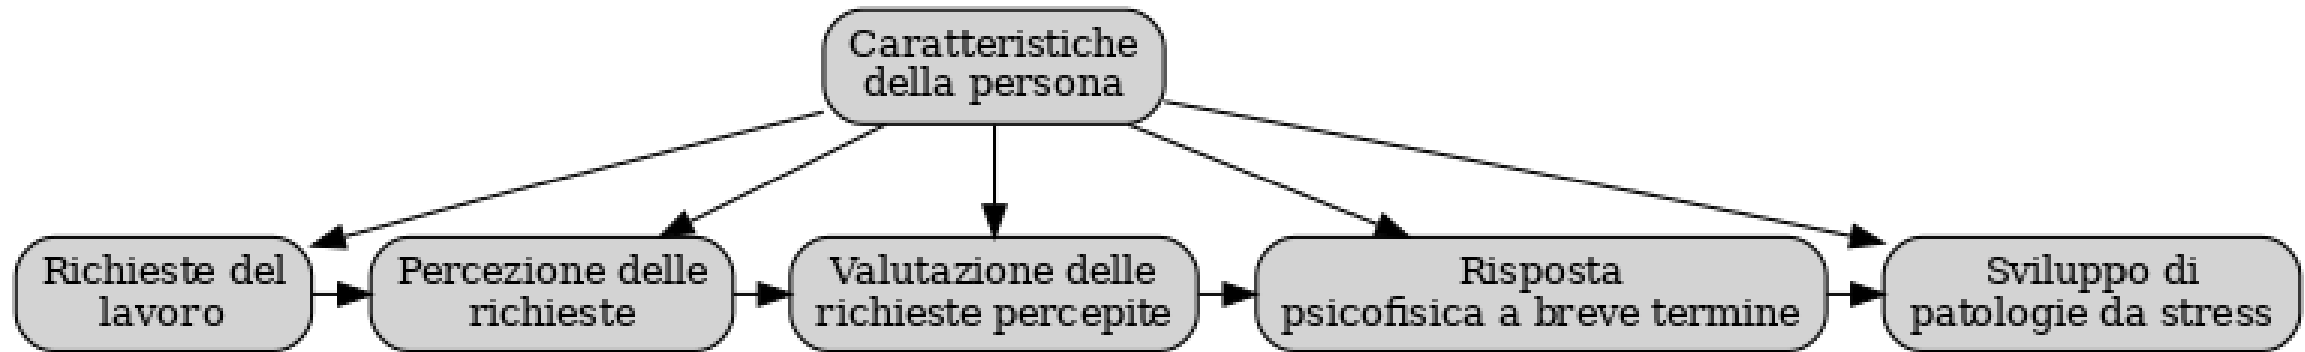 Caratteristiche
della persona
Richieste del
lavoro
Percezione delle
richieste
Valutazione delle
richieste percepite
Risposta
psicofisica a breve termine
Sviluppo di
patologie da stress